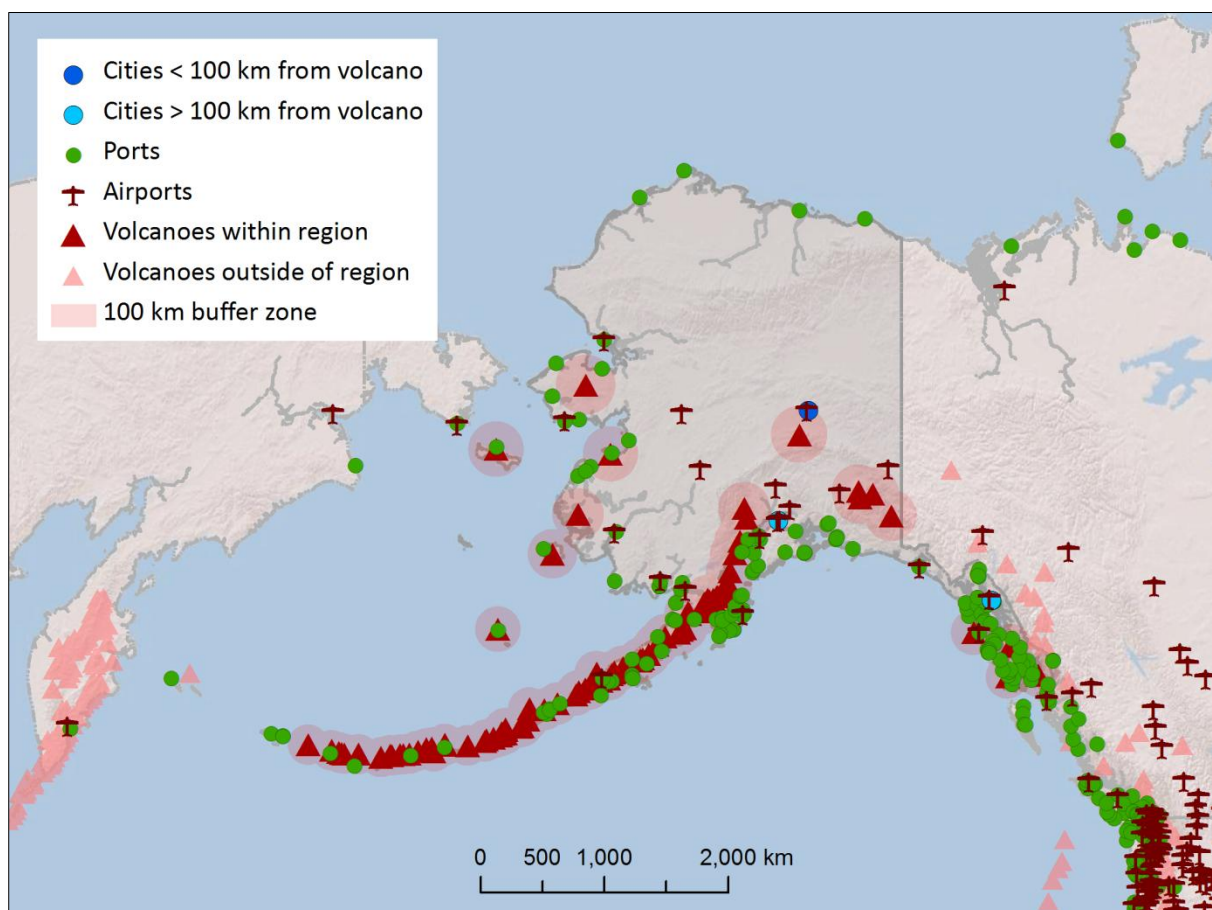 Cities < 100 km from volcano
Cities > 100 km from volcano
Ports
Airports
Volcanoes within region
Volcanoes outside of region
100 km buffer zone
0 500 1,000 2,000 km